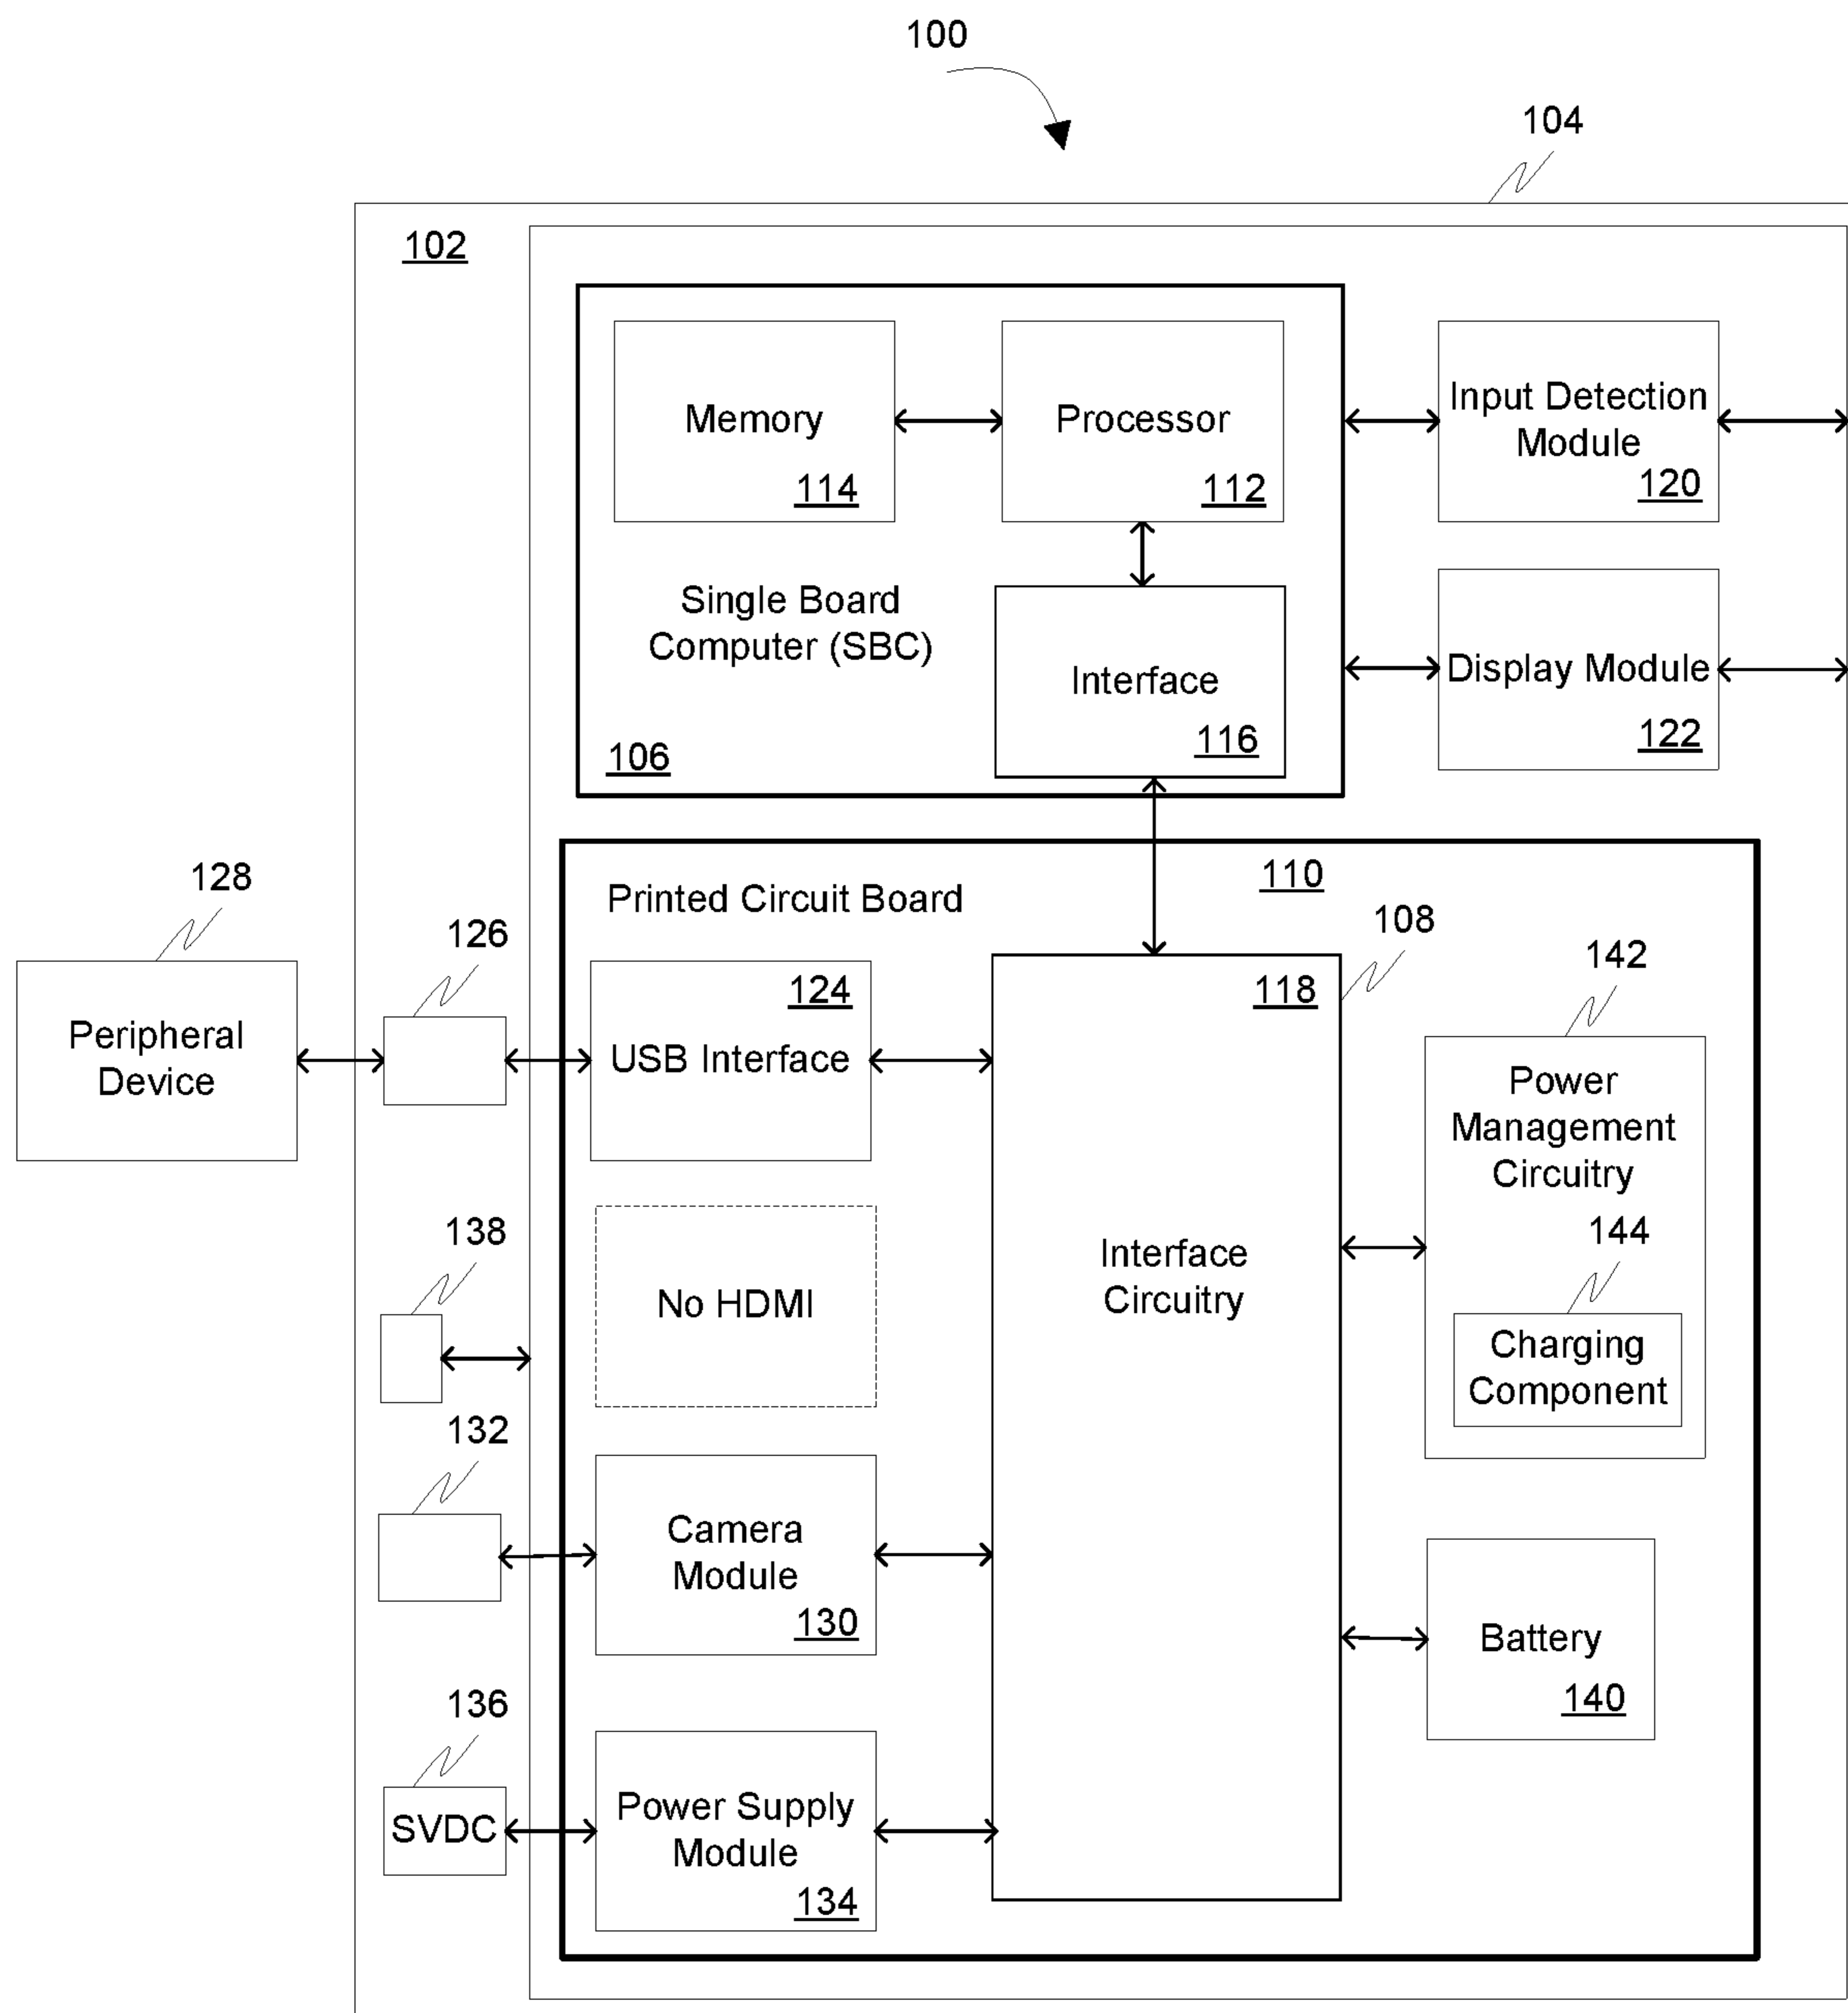 100
104
102
Memory
114
Processor
112
Input Detection
Module
120
Single Board
Computer (SBC)
106
Interface
116
Display Module
122
128
Peripheral
Device
126
Printed Circuit Board
110
108
124
USB Interface
118
Interface
Circuitry
142
Power
Management
Circuitry
144
Charging
Component
138
No HDMI
132
Camera
Module
130
Battery
140
136
SVDC
Power Supply
Module
134